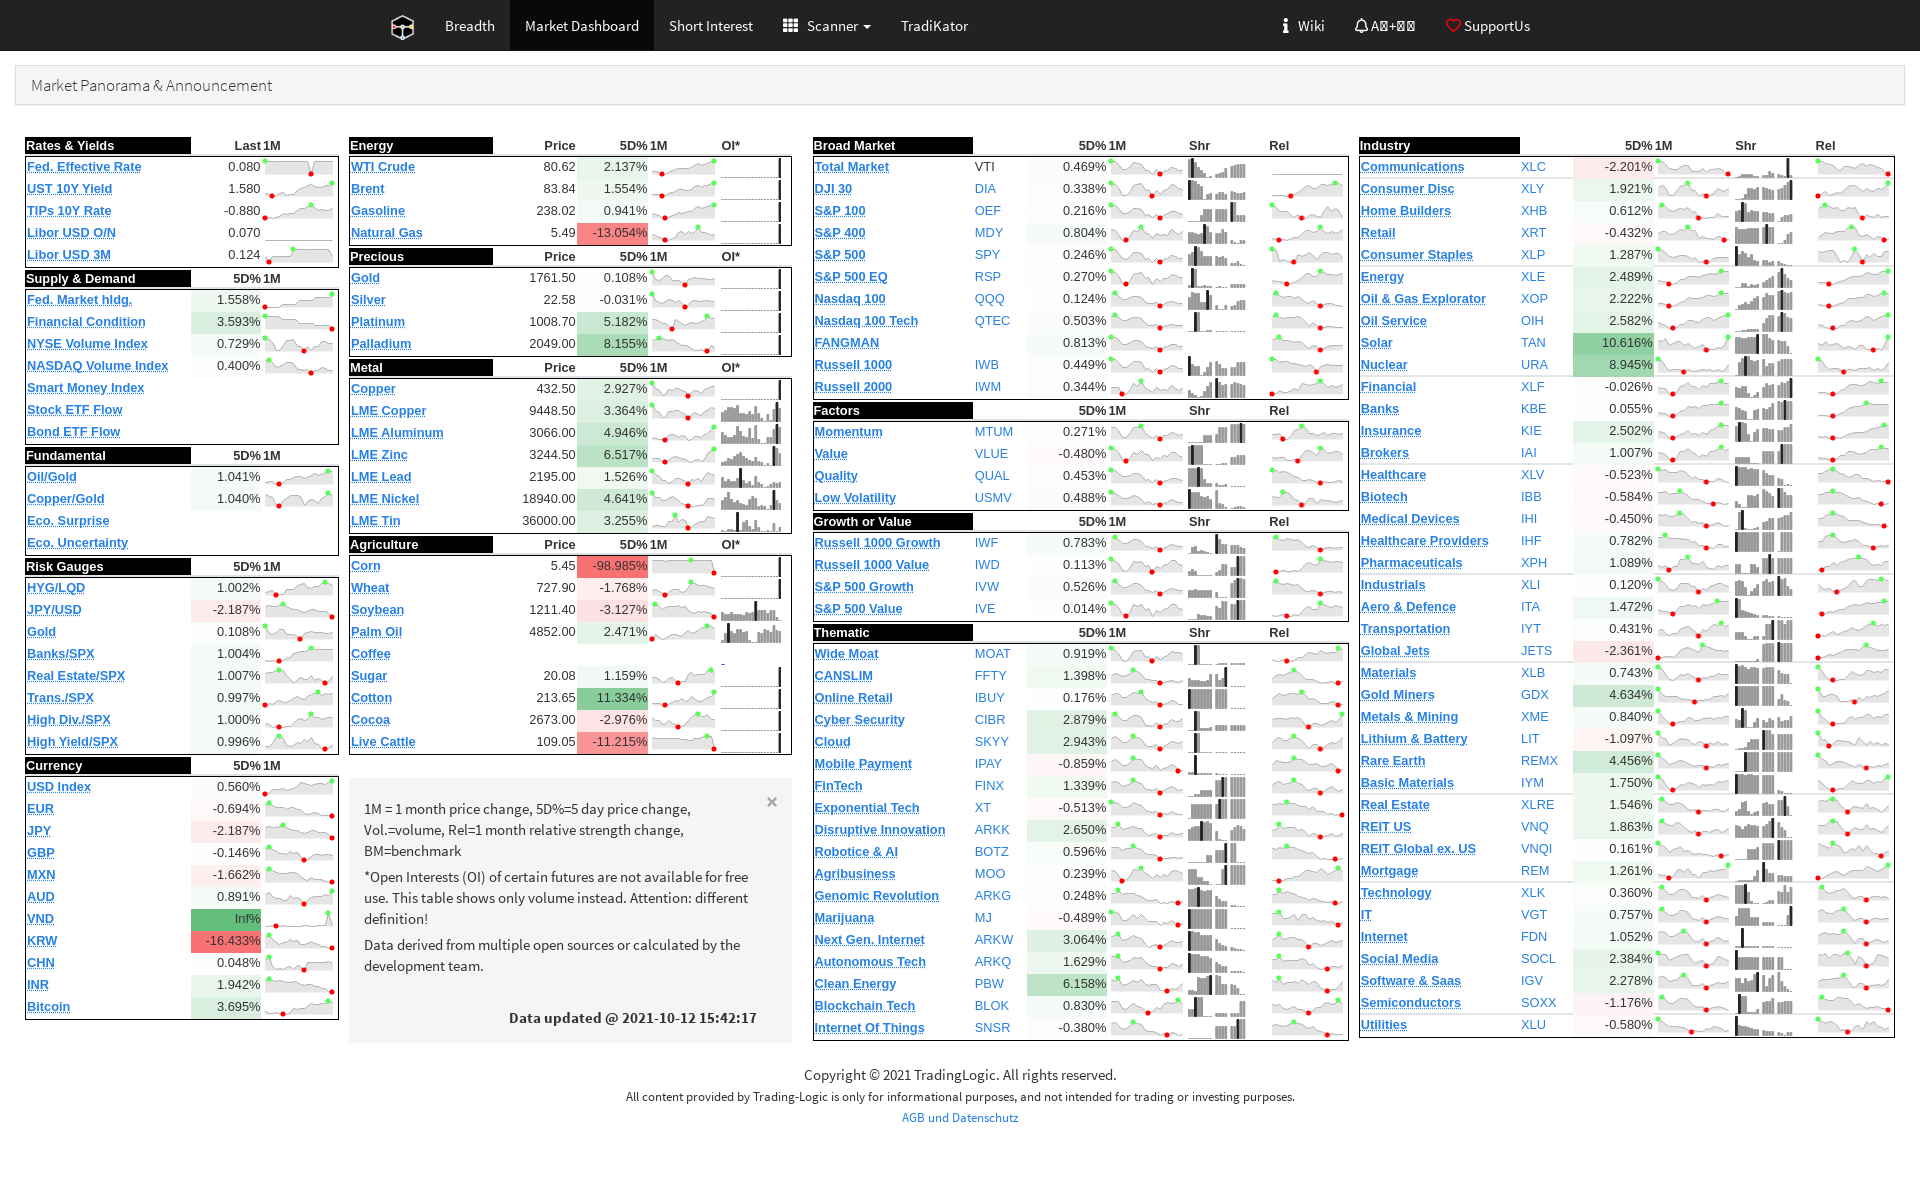 Breadth Market Dashboard Short Interest Scanner TradiKator Wiki SupportUs
Market Panorama & Announcement
Rates & Yields Last 1M
Fed. Effective Rate 0.080
UST 10Y Yield 1.580
TIPs 10Y Rate -0.880
Libor USD O/N 0.070
Libor USD 3M 0.124
Supply & Demand 5D% 1M
Fed. Market hldg. 1.558%
Financial Condition 3.593%
NYSE Volume Index 0.729%
NASDAQ Volume Index 0.400%
Smart Money Index
Stock ETF Flow
Bond ETF Flow
Fundamental 5D% 1M
Oil/Gold 1.041%
Copper/Gold 1.040%
Eco. Surprise
Eco. Uncertainty
Risk Gauges 5D% 1M
HYG/LQD 1.002%
JPY/USD -2.187%
Gold 0.108%
Banks/SPX 1.004%
Real Estate/SPX 1.007%
Trans./SPX 0.997%
High Div./SPX 1.000%
High Yield/SPX 0.996%
Currency 5D% 1M
USD Index 0.560%
EUR -0.694%
JPY -2.187%
GBP -0.146%
MXN -1.662%
AUD 0.891%
VND Inf%
KRW -16.433%
CHN 0.048%
INR 1.942%
Bitcoin 3.695%
Energy Price 5D% 1M OI*
WTI Crude 80.62 2.137%
Brent 83.84 1.554%
Gasoline 238.02 0.941%
Natural Gas 5.49 -13.054%
Precious Price 5D% 1M OI*
Gold 1761.50 0.108%
Silver 22.58 -0.031%
Platinum 1008.70 5.182%
Palladium 2049.00 8.155%
Metal Price 5D% 1M OI*
Copper 432.50 2.927%
LME Copper 9448.50 3.364%
LME Aluminum 3066.00 4.946%
LME Zinc 3244.50 6.517%
LME Lead 2195.00 1.526%
LME Nickel 18940.00 4.641%
LME Tin 36000.00 3.255%
Agriculture Price 5D% 1M OI*
Corn 5.45 -98.985%
Wheat 727.90 -1.768%
Soybean 1211.40 -3.127%
Palm Oil 4852.00 2.471%
Coffee -
Sugar 20.08 1.159%
Cotton 213.65 11.334%
Cocoa 2673.00 -2.976%
Live Cattle 109.05 -11.215%
×
1M = 1 month price change, 5D%=5 day price change,
Vol.=volume, Rel=1 month relative strength change,
BM=benchmark
*Open Interests (OI) of certain futures are not available for free
use. This table shows only volume instead. Attention: different
definition!
Data derived from multiple open sources or calculated by the
development team.
Data updated @ 2021-10-12 15:42:17
Broad Market 5D% 1M Shr Rel
Total Market VTI 0.469%
DJI 30 DIA 0.338%
S&P 100 OEF 0.216%
S&P 400 MDY 0.804%
S&P 500 SPY 0.246%
S&P 500 EQ RSP 0.270%
Nasdaq 100 QQQ 0.124%
Nasdaq 100 Tech QTEC 0.503%
FANGMAN 0.813%
Russell 1000 IWB 0.449%
Russell 2000 IWM 0.344%
Factors 5D% 1M Shr Rel
Momentum MTUM 0.271%
Value VLUE -0.480%
Quality QUAL 0.453%
Low Volatility USMV 0.488%
Growth or Value 5D% 1M Shr Rel
Russell 1000 Growth IWF 0.783%
Russell 1000 Value IWD 0.113%
S&P 500 Growth IVW 0.526%
S&P 500 Value IVE 0.014%
Thematic 5D% 1M Shr Rel
Wide Moat MOAT 0.919%
CANSLIM FFTY 1.398%
Online Retail IBUY 0.176%
Cyber Security CIBR 2.879%
Cloud SKYY 2.943%
Mobile Payment IPAY -0.859%
FinTech FINX 1.339%
Exponential Tech XT -0.513%
Disruptive Innovation ARKK 2.650%
Robotice & AI BOTZ 0.596%
Agribusiness MOO 0.239%
Genomic Revolution ARKG 0.248%
Marijuana MJ -0.489%
Next Gen. Internet ARKW 3.064%
Autonomous Tech ARKQ 1.629%
Clean Energy PBW 6.158%
Blockchain Tech BLOK 0.830%
Internet Of Things SNSR -0.380%
Industry 5D% 1M Shr Rel
Communications XLC -2.201%
Consumer Disc XLY 1.921%
Home Builders XHB 0.612%
Retail XRT -0.432%
Consumer Staples XLP 1.287%
Energy XLE 2.489%
Oil & Gas Explorator XOP 2.222%
Oil Service OIH 2.582%
Solar TAN 10.616%
Nuclear URA 8.945%
Financial XLF -0.026%
Banks KBE 0.055%
Insurance KIE 2.502%
Brokers IAI 1.007%
Healthcare XLV -0.523%
Biotech IBB -0.584%
Medical Devices IHI -0.450%
Healthcare Providers IHF 0.782%
Pharmaceuticals XPH 1.089%
Industrials XLI 0.120%
Aero & Defence ITA 1.472%
Transportation IYT 0.431%
Global Jets JETS -2.361%
Materials XLB 0.743%
Gold Miners GDX 4.634%
Metals & Mining XME 0.840%
Lithium & Battery LIT -1.097%
Rare Earth REMX 4.456%
Basic Materials IYM 1.750%
Real Estate XLRE 1.546%
REIT US VNQ 1.863%
REIT Global ex. US VNQI 0.161%
Mortgage REM 1.261%
Technology XLK 0.360%
IT VGT 0.757%
Internet FDN 1.052%
Social Media SOCL 2.384%
Software & Saas IGV 2.278%
Semiconductors SOXX -1.176%
Utilities XLU -0.580%
Copyright © 2021 TradingLogic. All rights reserved.
All content provided by Trading-Logic is only for informational purposes, and not intended for trading or investing purposes.
AGB und Datenschutz